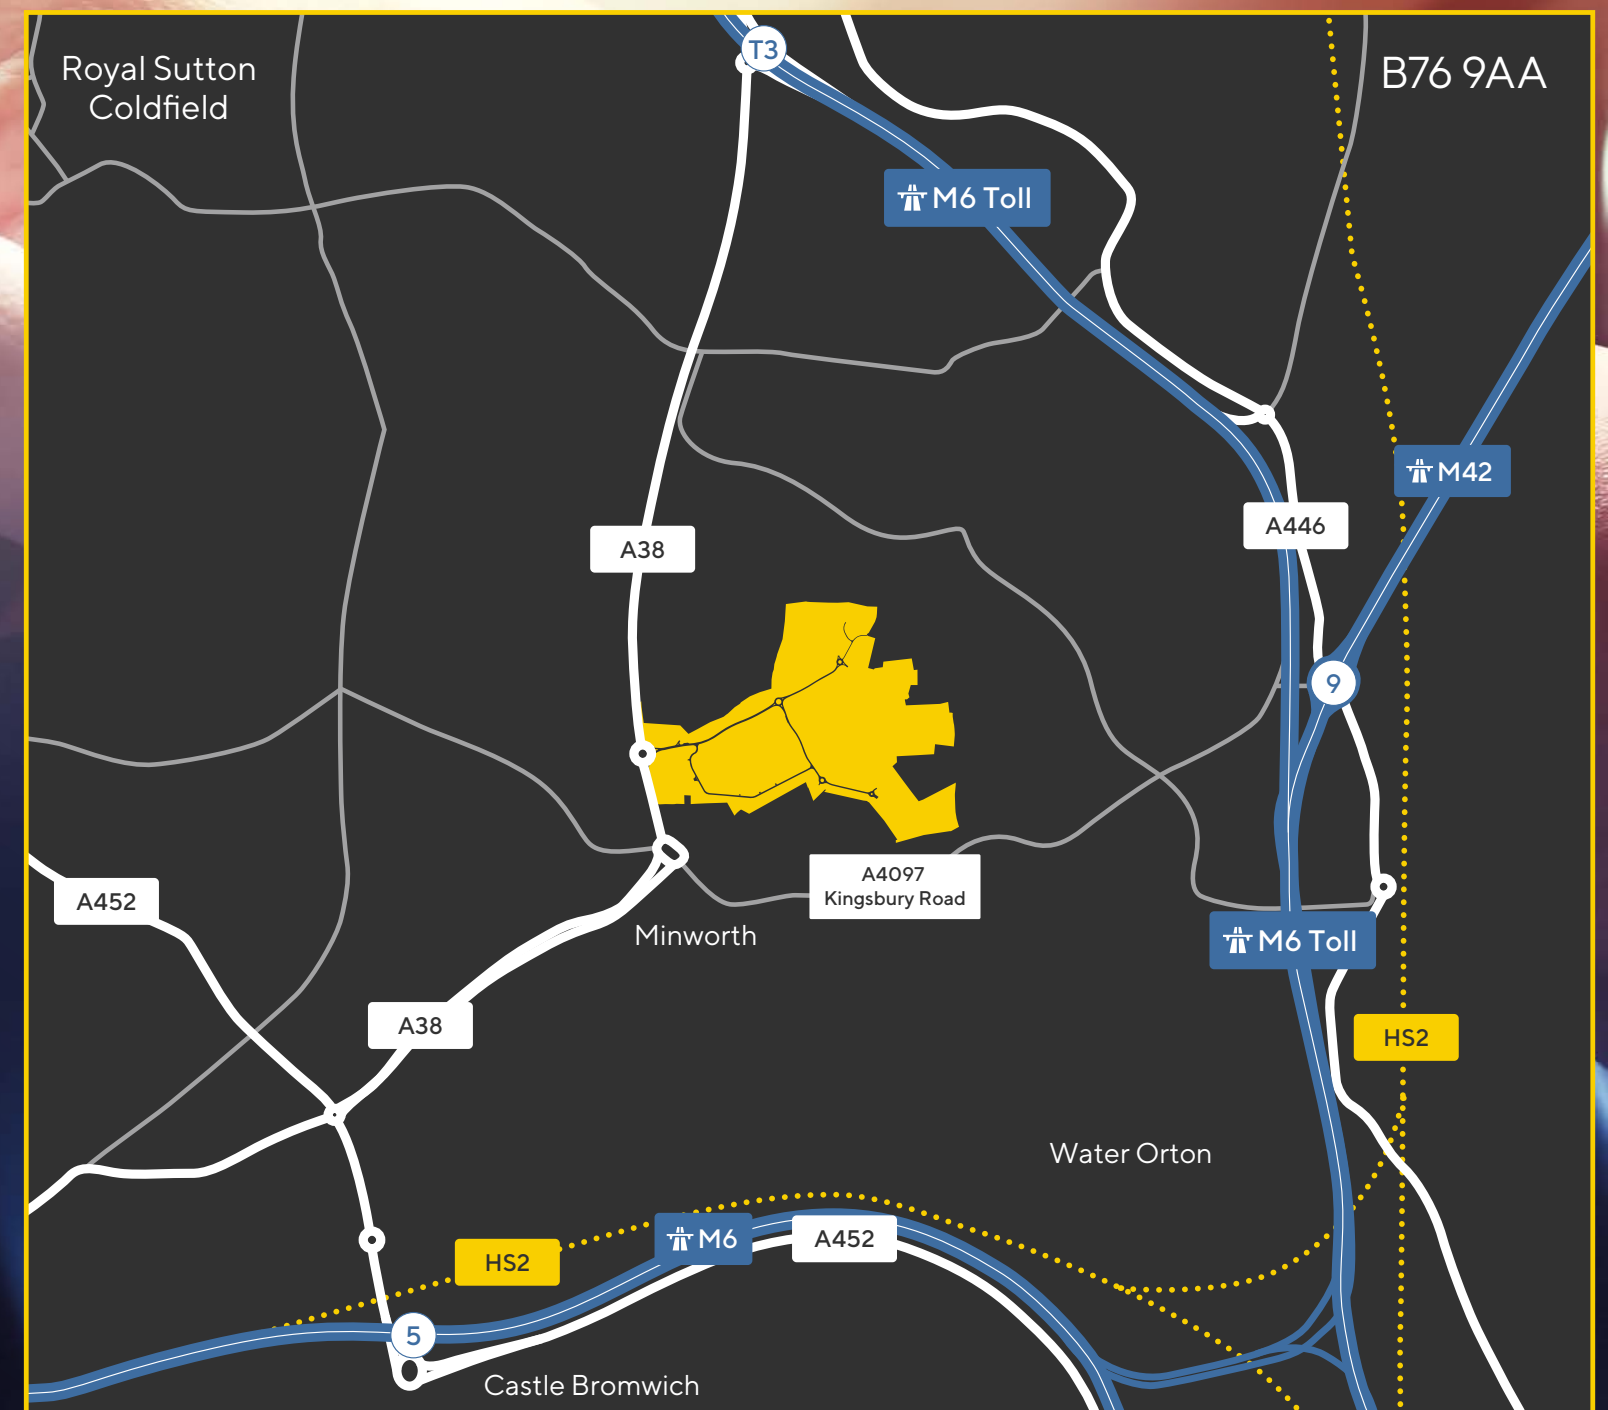 Royal Sutton
Coldfield
T3
B76 9AA
M6 Toll
M42
A446
A38
9
A4097
Kingsbury Road
A452
Minworth
M6 Toll
A38
HS2
Water Orton
M6
A452
HS2
5
Castle Bromwich